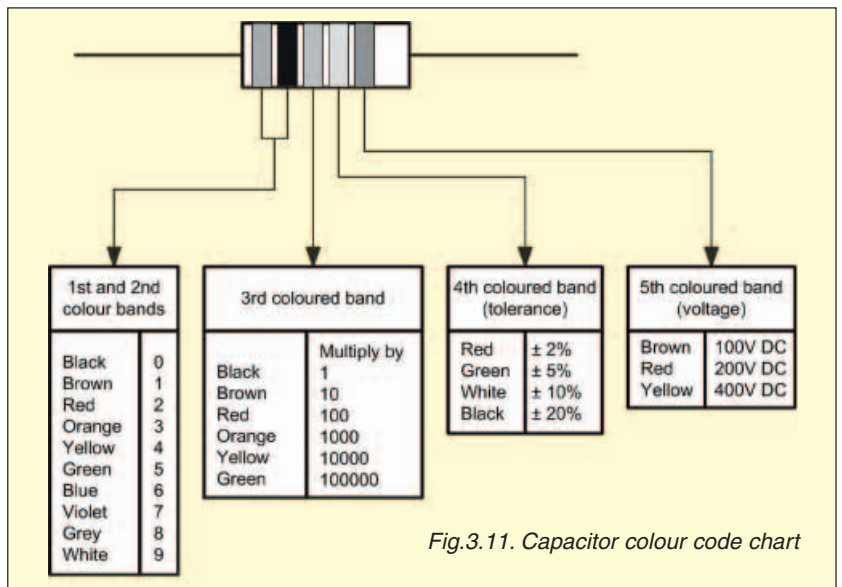 1st and 2nd
colour bands
Black 0
Brown 1
Red 2
Orange 3
Yellow 4
Green 5
Blue 6
Violet 7
Grey 8
White 9
3rd coloured band
Multiply by
Black 1
Brown 10
Red 100
Orange 1000
Yellow 10000
Green 100000
4th coloured band
(tolerance)
Red ± 2%
Green ± 5%
White ± 10%
Black ± 20%
5th coloured band
(voltage)
Brown 100V DC
Red 200V DC
Yellow 400V DC
Fig.3.11. Capacitor colour code chart